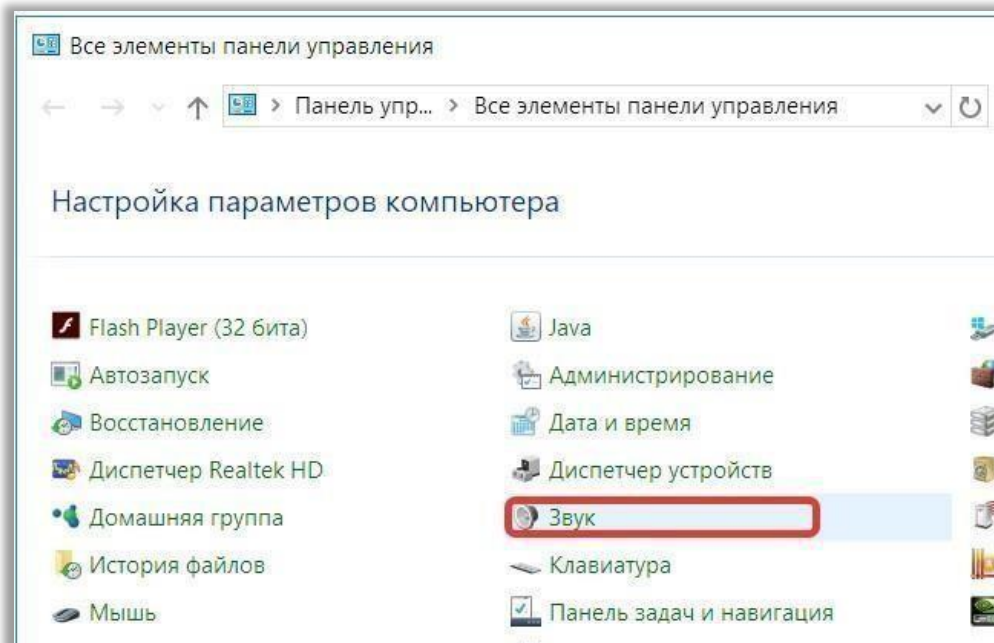 Все элементы панели управления
Панель упр... > Все элементы панели управления
Настройка параметров компьютера
Flash Player (32 бита)
Java
Автозапуск
Администрирование
Восстановление
Дата и время
Диспетчер Realtek HD
Диспетчер устройств
Домашняя группа
Звук
История файлов
Клавиатура
Мышь
Панель задач и навигация